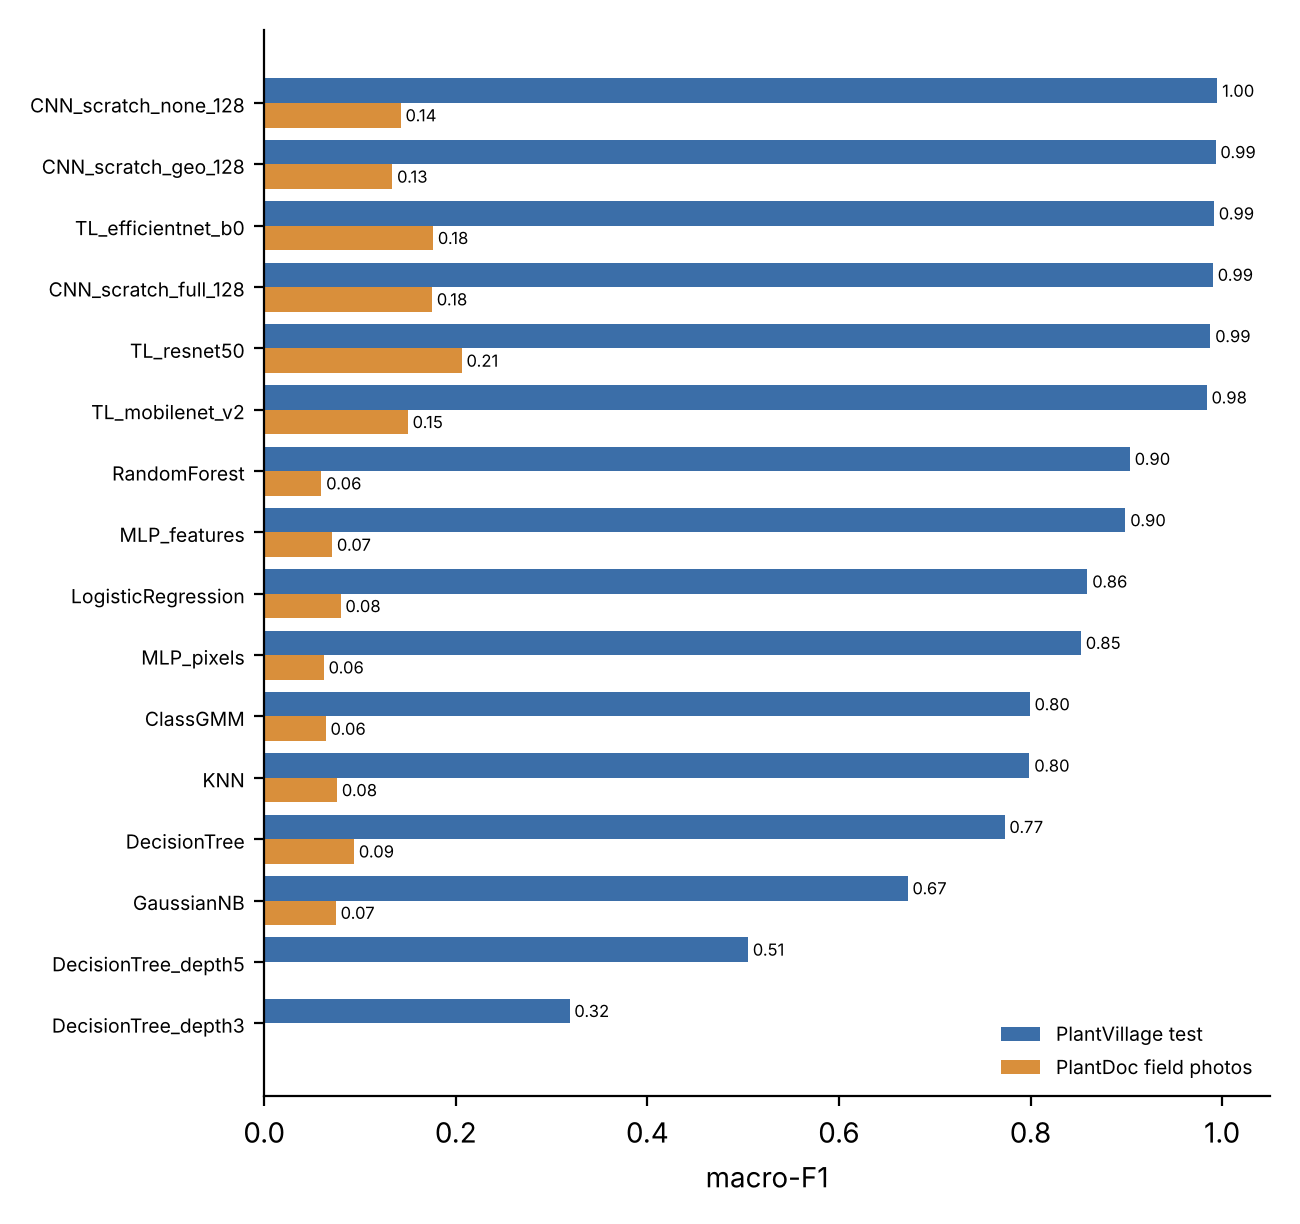 CNN_scratch_none_128
1.00
0.14
CNN_scratch_geo_128
0.99
0.13
TL_efficientnet_b0
0.99
0.18
CNN_scratch_full_128
0.99
0.18
TL_resnet50
0.99
0.21
TL_mobilenet_v2
0.98
0.15
RandomForest
0.90
0.06
MLP_features
0.90
0.07
LogisticRegression
0.86
0.08
MLP_pixels
0.85
0.06
ClassGMM
0.80
0.06
KNN
0.80
0.08
DecisionTree
0.77
0.09
GaussianNB
0.67
0.07
DecisionTree_depth5
0.51
DecisionTree_depth3
0.32
PlantVillage test
PlantDoc field photos
0.0 0.2 0.4 0.6 0.8 1.0
macro-F1